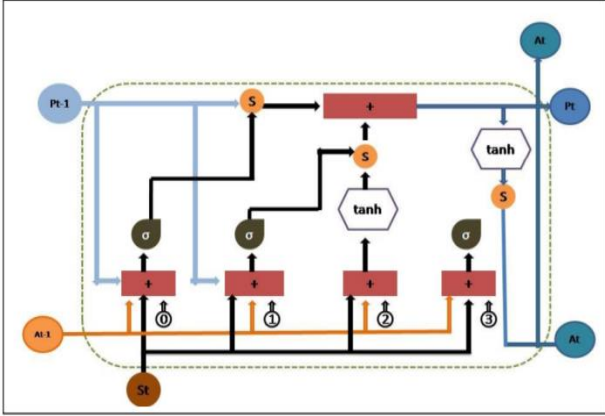 At
Pt-1
S
+
Pt
tanh
S
tanh
S
σ
σ
σ
+
+
+
+
0
1
2
3
At-1
At
St